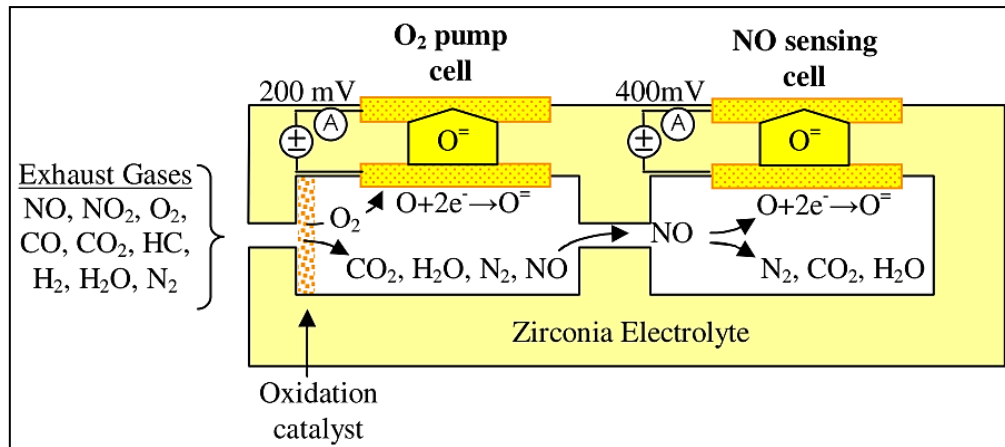 O₂ pump
cell
NO sensing
cell
200 mV
A
±
O⁼
400mV
A
±
O⁼
Exhaust Gases
NO, NO₂, O₂,
CO, CO₂, HC,
H₂, H₂O, N₂
O₂
O+2e⁻→O⁼
CO₂, H₂O, N₂, NO
NO
O+2e⁻→O⁼
N₂, CO₂, H₂O
Zirconia Electrolyte
Oxidation
catalyst